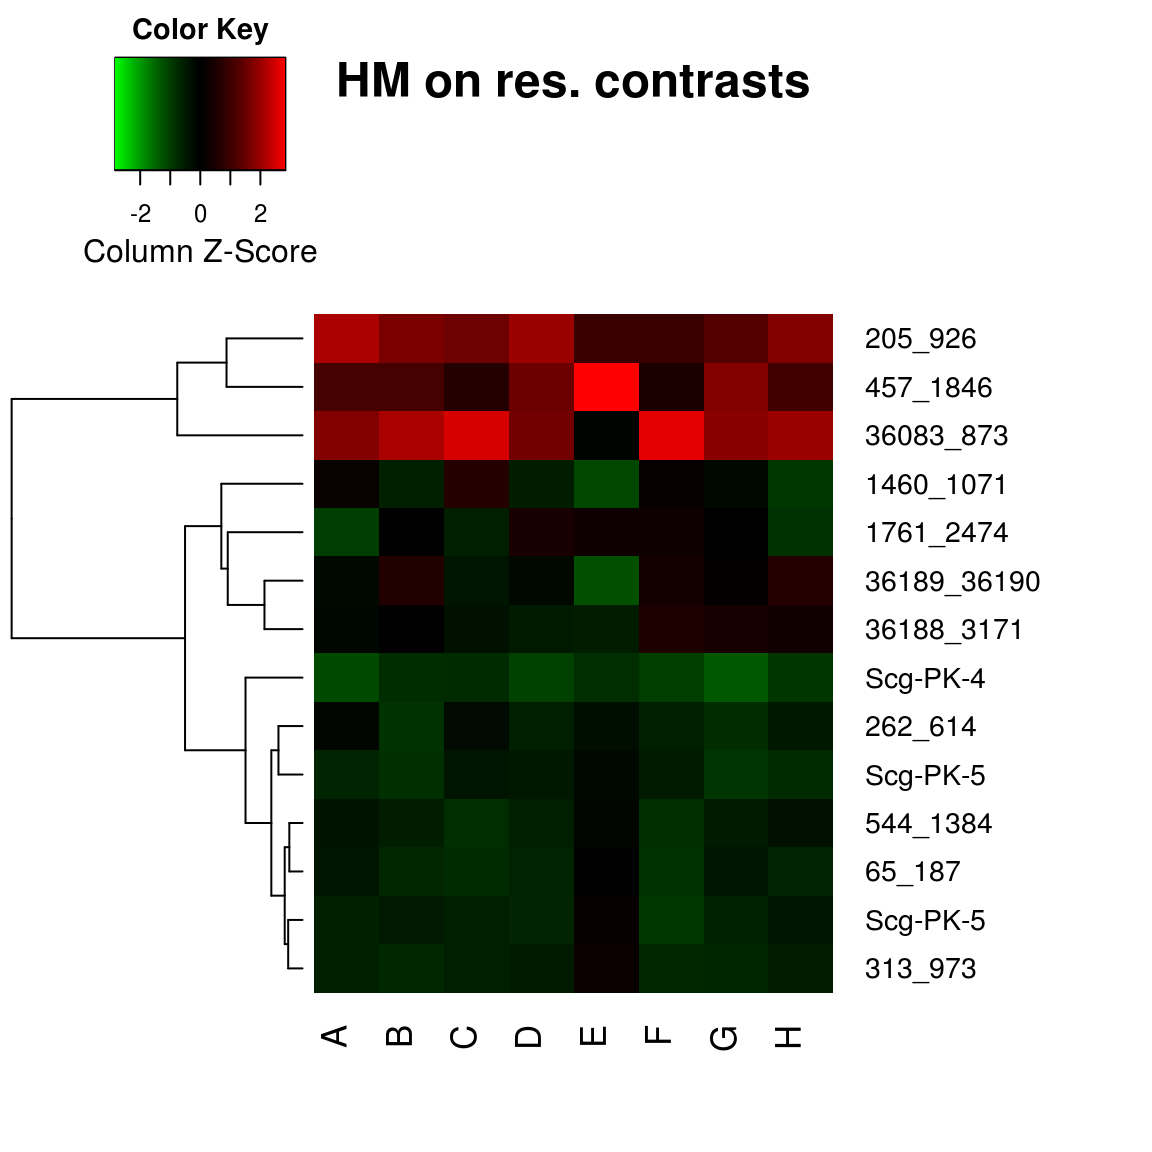 Color Key
HM on res. contrasts
-2 0 2
Column Z-Score
205_926
457_1846
36083_873
1460_1071
1761_2474
36189_36190
36188_3171
Scg-PK-4
262_614
Scg-PK-5
544_1384
65_187
Scg-PK-5
313_973
A B C D E F G H